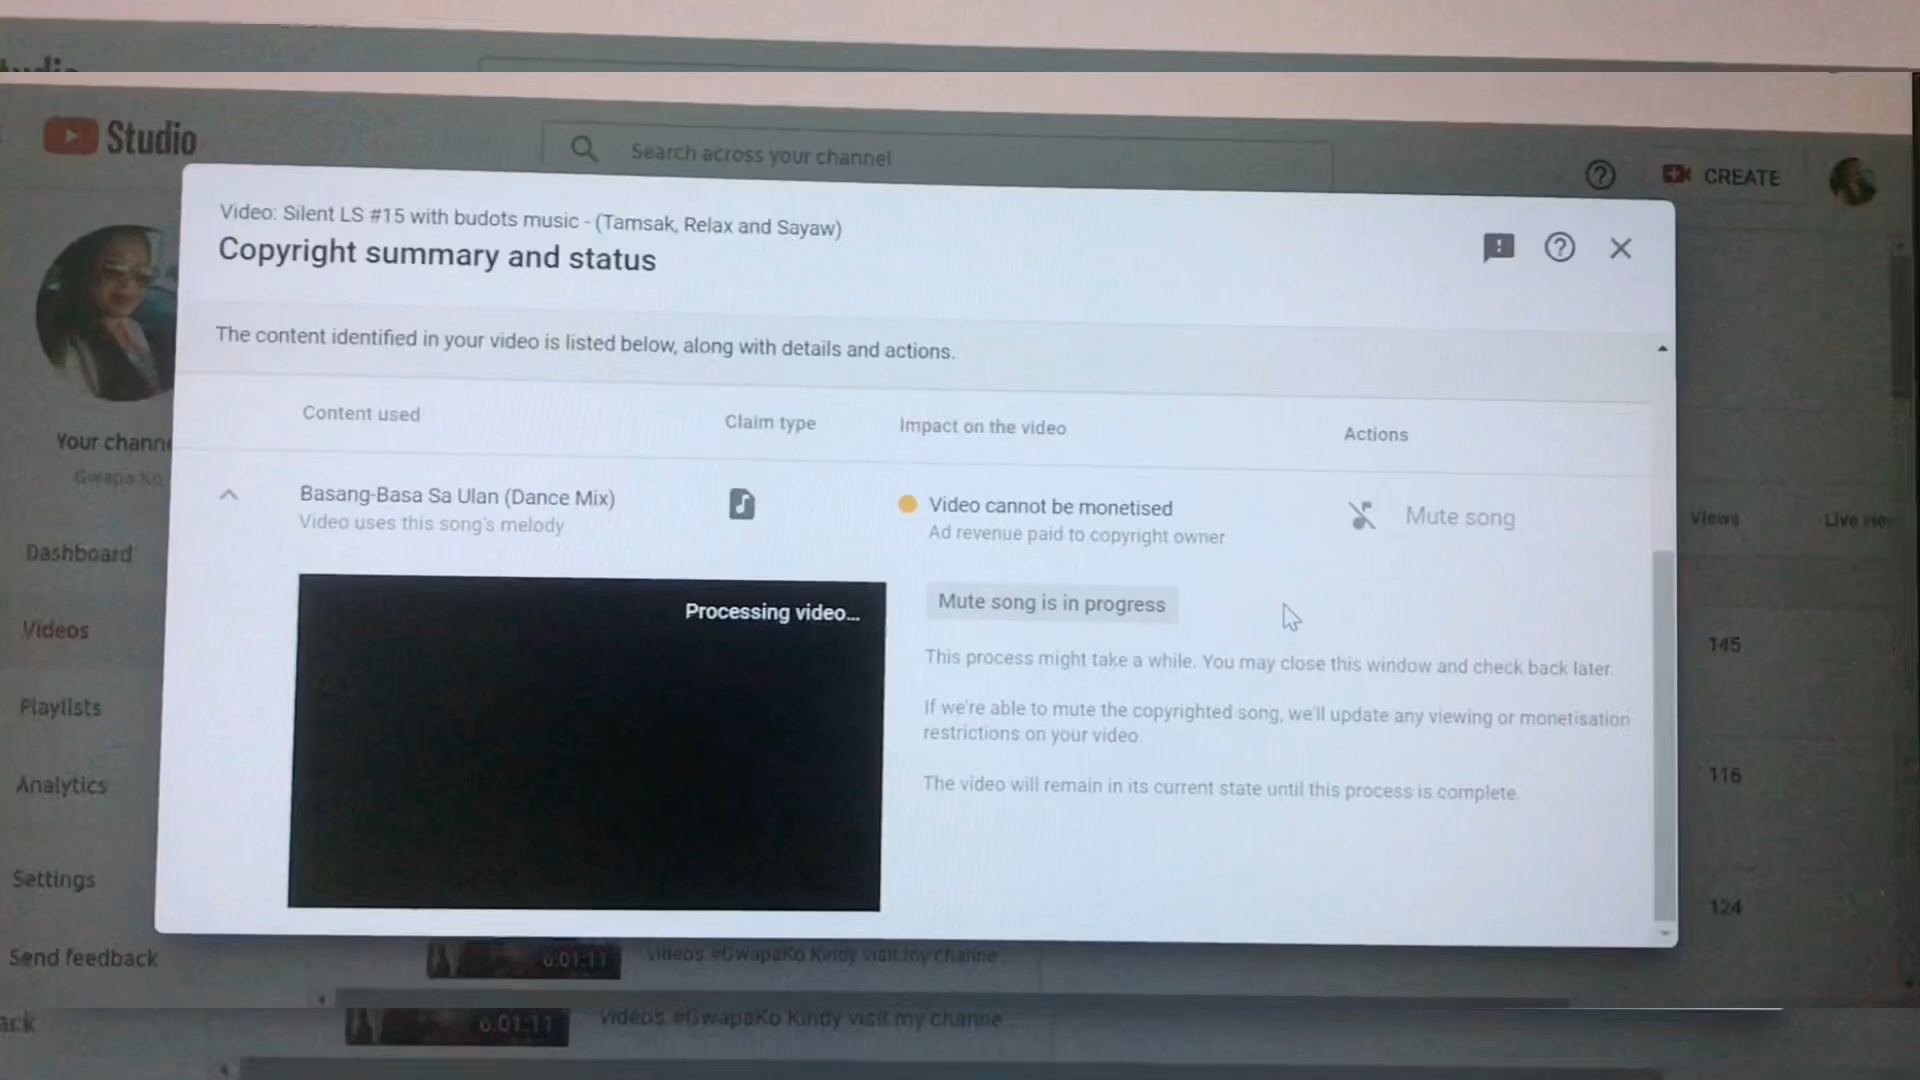 Studio
Search across your channel
CREATE
Video: Silent LS #15 with budots music - (Tamsak, Relax and Sayaw)
Copyright summary and status
The content identified in your video is listed below, along with details and actions.
Content used
Claim type
Impact on the video
Actions
Basang-Basa Sa Ulan (Dance Mix)
Video uses this song's melody
Video cannot be monetised
Ad revenue paid to copyright owner
Mute song
Processing video...
Mute song is in progress
This process might take a while. You may close this window and check back later.
If we're able to mute the copyrighted song, we'll update any viewing or monetisation
restrictions on your video.
The video will remain in its current state until this process is complete.
Your channe
Gwapa Ko
Dashboard
Videos
Playlists
Analytics
Settings
Send feedback
Views
Live
145
116
124
6:01:11
videos #GwapaKo Kindy visit my channe...
ack
6:01:11
videos #GwapaKo Kindy visit my channe...